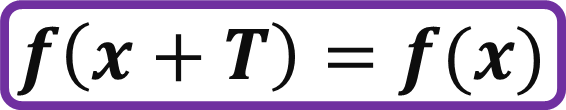 f(x + T) = f(x)